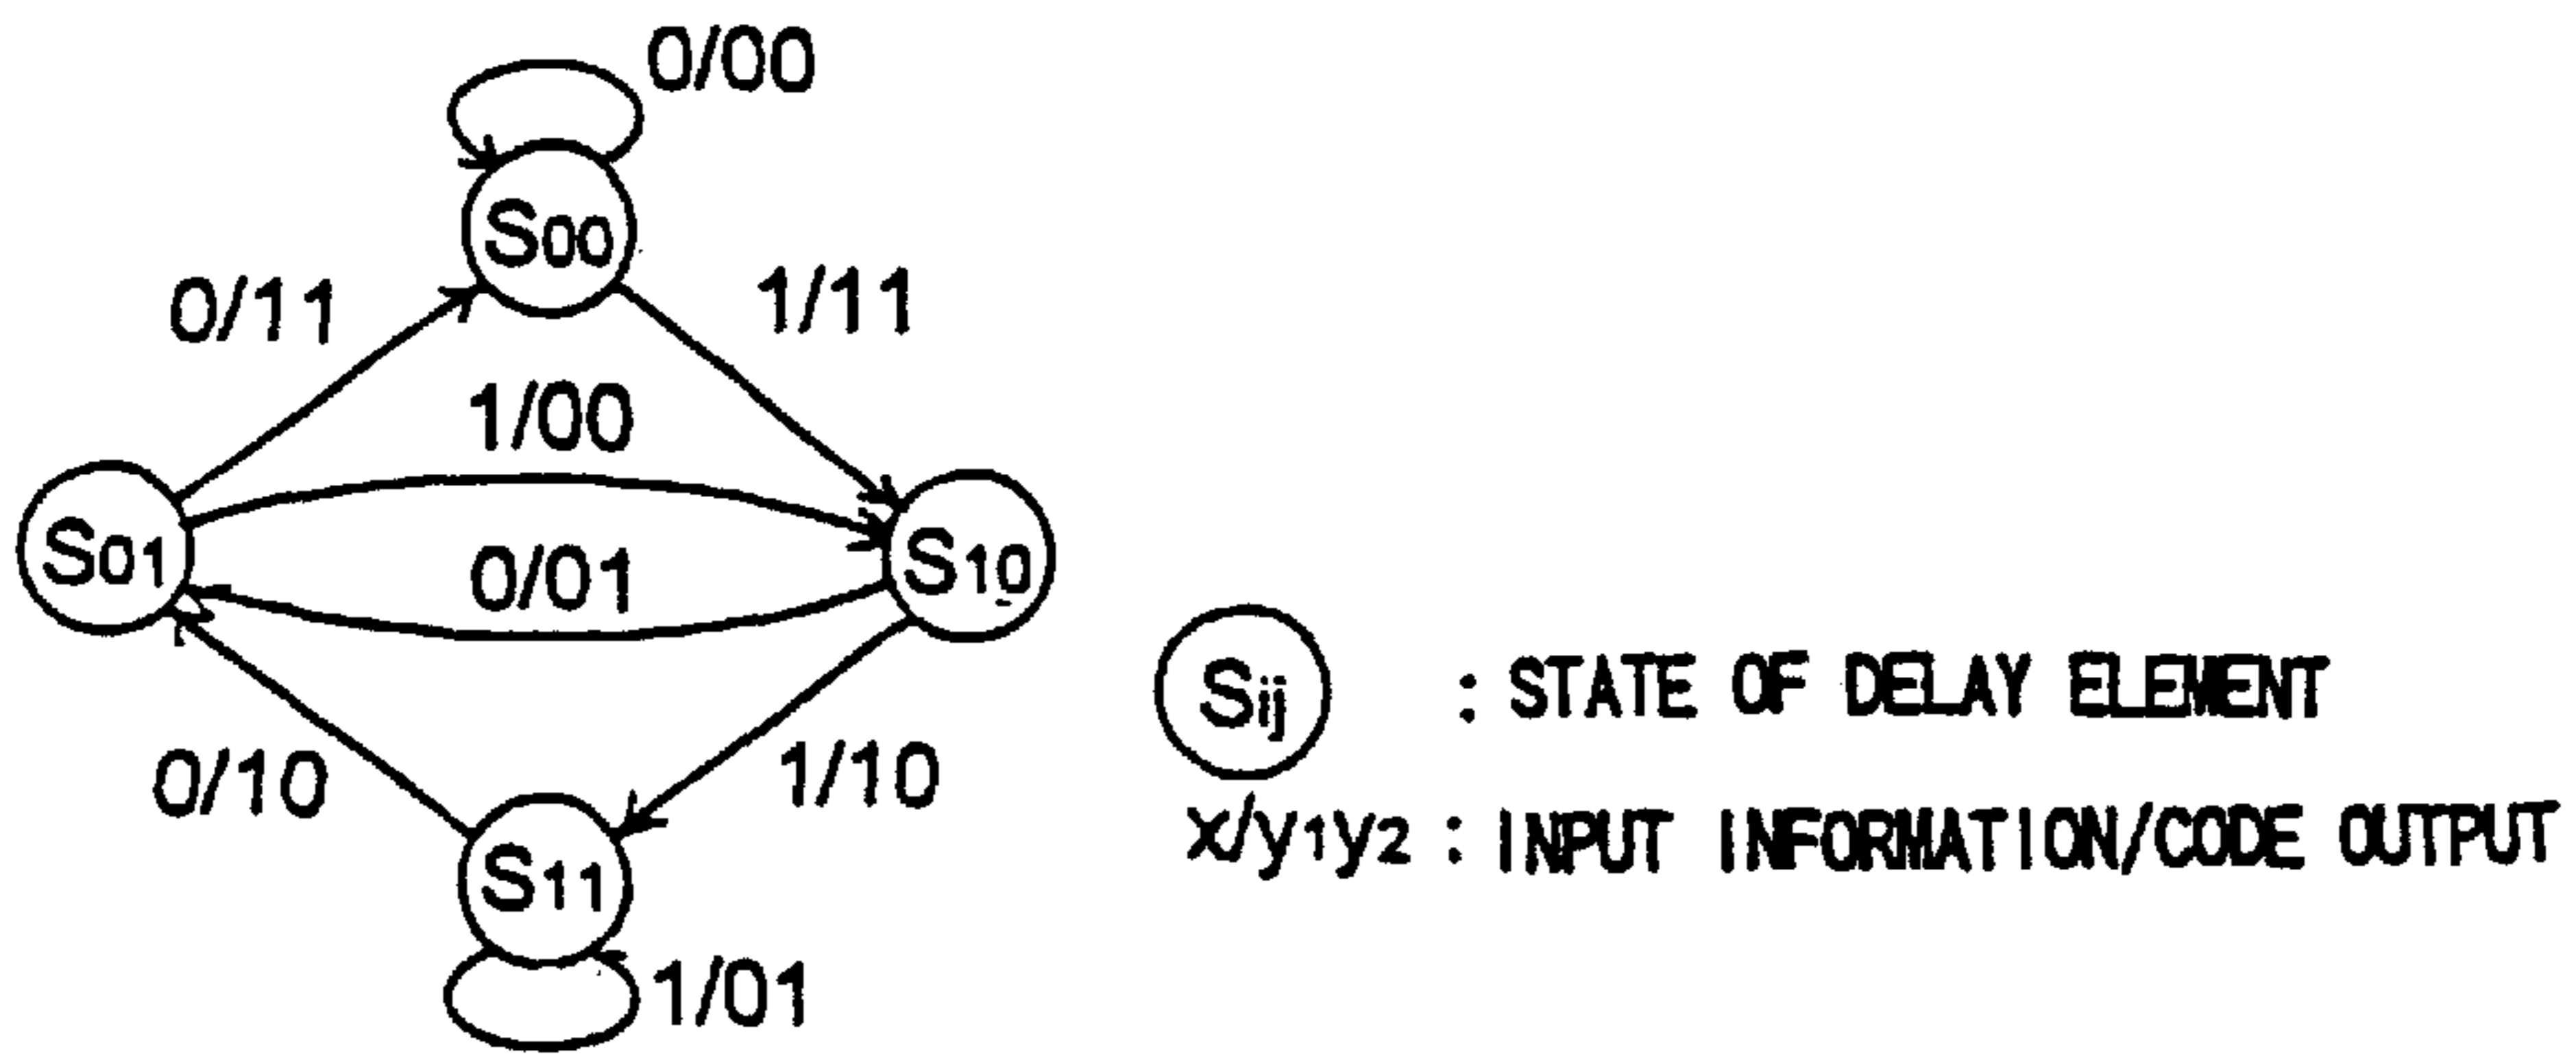 0/00
S00
0/11
1/11
1/00
S01
0/01
S10
0/10
1/10
S11
1/01
Sij : STATE OF DELAY ELEMENT
x/y1y2 : INPUT INFORMATION/CODE OUTPUT